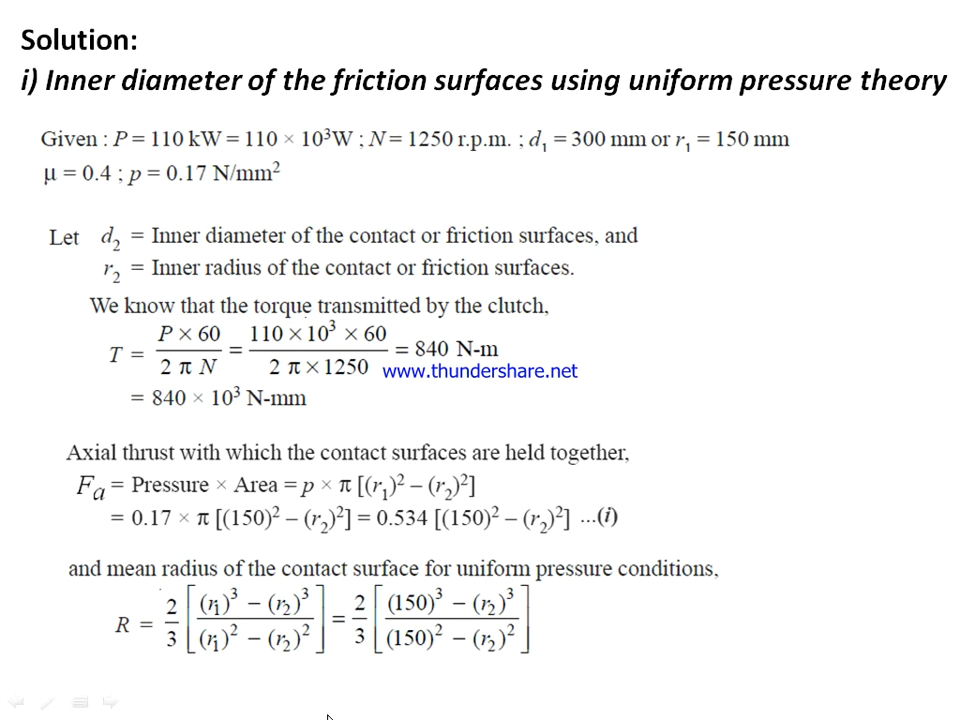 Solution:
i) Inner diameter of the friction surfaces using uniform pressure theory
Given : P = 110 kW = 110 × 10³W ; N = 1250 r.p.m. ; d₁ = 300 mm or r₁ = 150 mm
μ = 0.4 ; p = 0.17 N/mm²
Let d₂ = Inner diameter of the contact or friction surfaces, and
r₂ = Inner radius of the contact or friction surfaces.
We know that the torque transmitted by the clutch,
T = (P × 60) / (2 π N) = (110 × 10³ × 60) / (2 π × 1250) = 840 N-m
www.thundershare.net
= 840 × 10³ N-mm
Axial thrust with which the contact surfaces are held together,
Fₐ = Pressure × Area = p × π [(r₁)² – (r₂)²]
= 0.17 × π [(150)² – (r₂)²] = 0.534 [(150)² – (r₂)²] ...(i)
and mean radius of the contact surface for uniform pressure conditions,
R = 2/3 [((r₁)³ – (r₂)³) / ((r₁)² – (r₂)²)] = 2/3 [((150)³ – (r₂)³) / ((150)² – (r₂)²)]